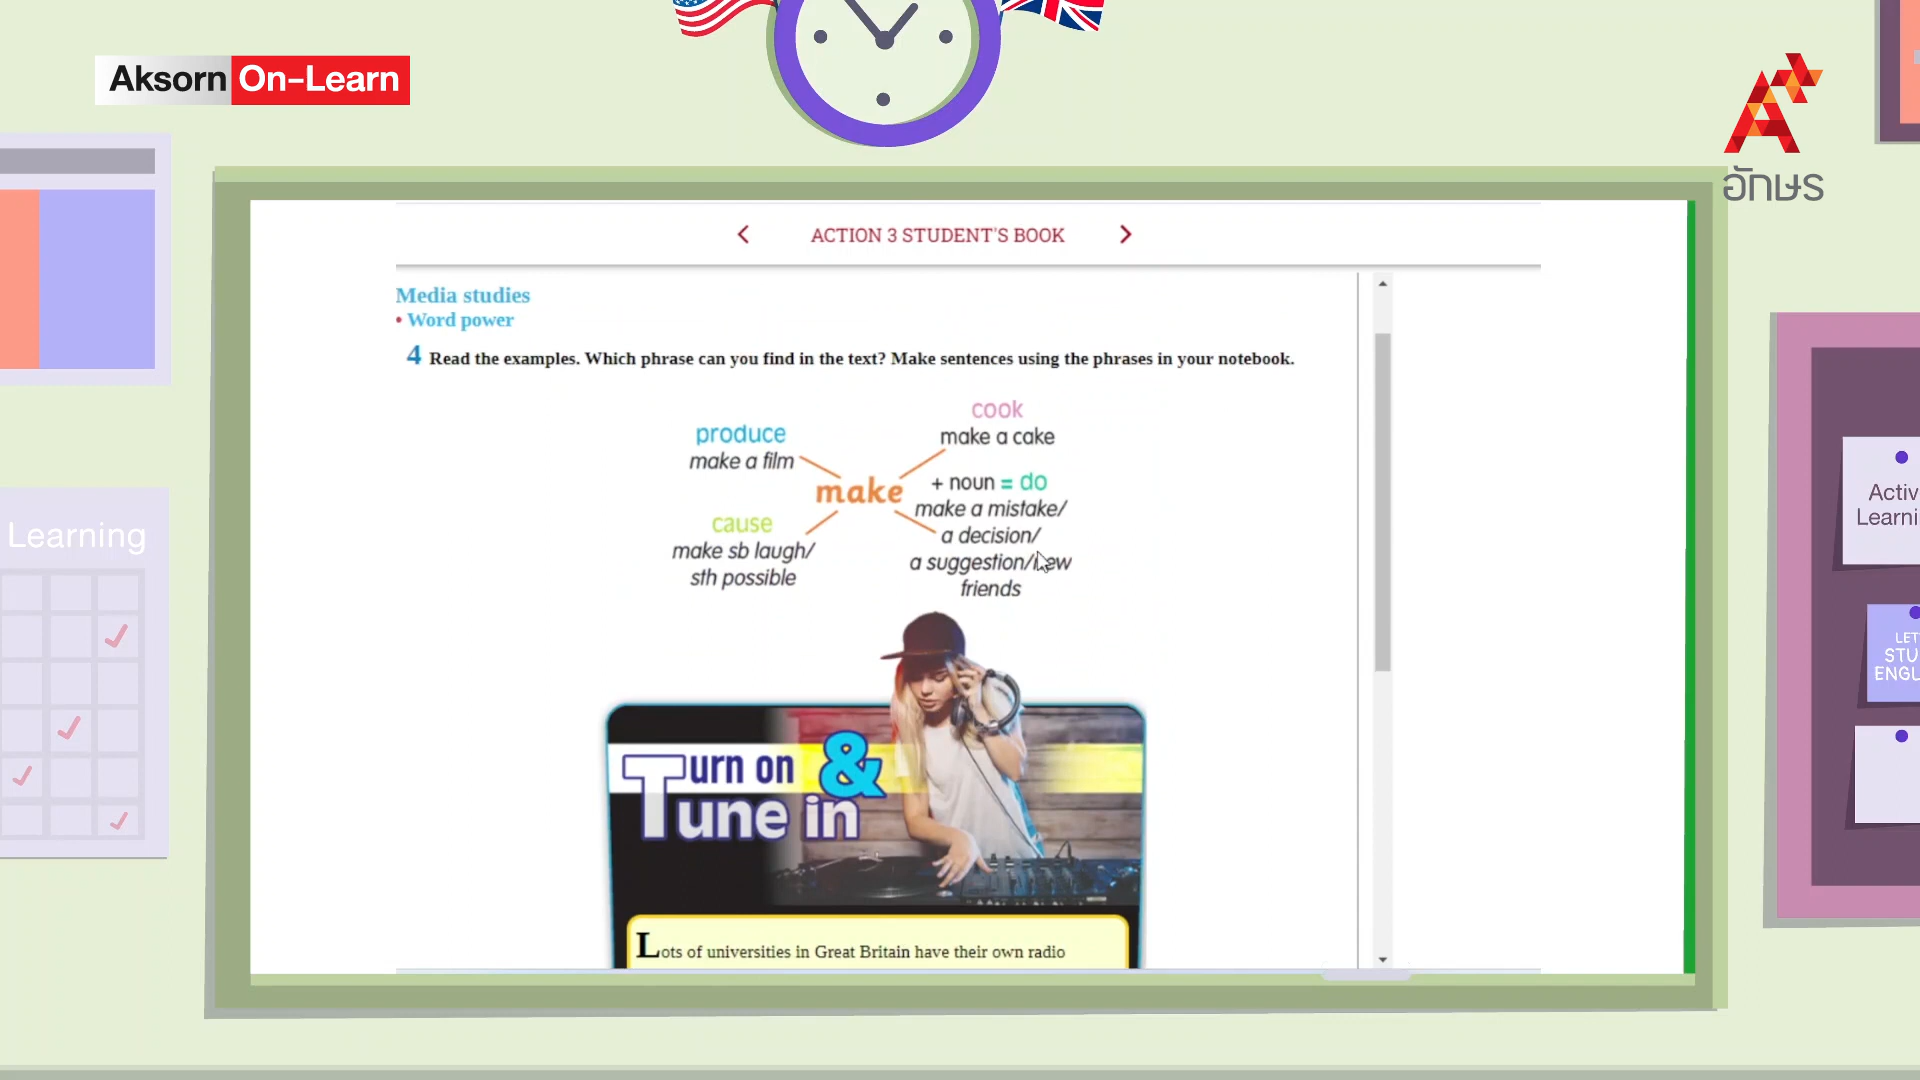 Aksorn On-Learn
อักษร
ACTION 3 STUDENT'S BOOK
Media studies
• Word power
4 Read the examples. Which phrase can you find in the text? Make sentences using the phrases in your notebook.
cook
make a cake
produce
make a film
make
+ noun = do
make a mistake/
a decision/
a suggestion/new
friends
cause
make sb laugh/
sth possible
Turn on &
Tune in
Lots of universities in Great Britain have their own radio
Learning
Activ
Learni
LET
STU
ENGL